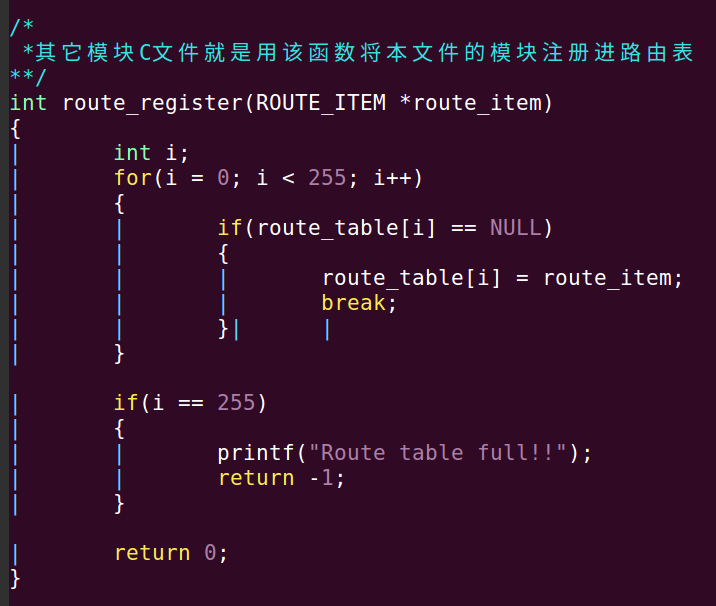 /*
 *其它模块C文件就是用该函数将本文件的模块注册进路由表
**/
int route_register(ROUTE_ITEM *route_item)
{
|       int i;
|       for(i = 0; i < 255; i++)
|       {
|       |       if(route_table[i] == NULL)
|       |       {
|       |       |       route_table[i] = route_item;
|       |       |       break;
|       |       }|      |
|       }

|       if(i == 255)
|       {
|       |       printf("Route table full!!");
|       |       return -1;
|       }

|       return 0;
}